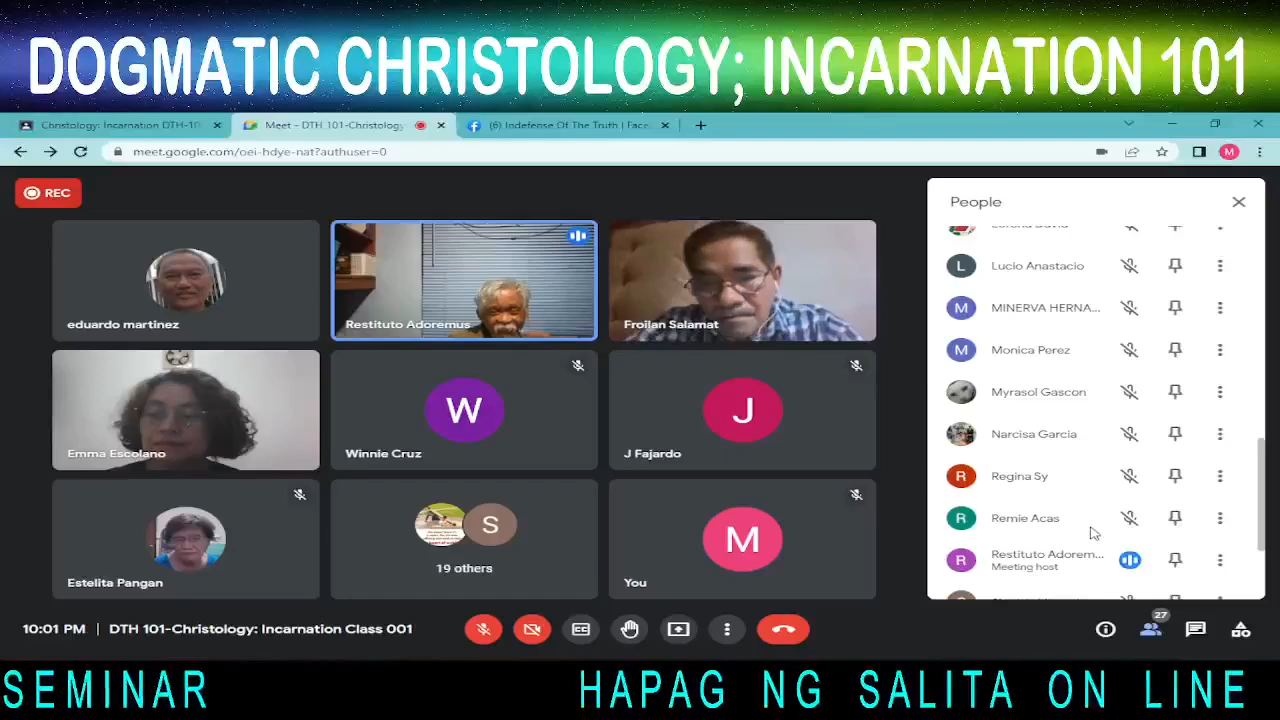 DOGMATIC CHRISTOLOGY; INCARNATION 101
Christology: Incarnation DTH-1
Meet - DTH 101-Christology
(6) Indefense Of The Truth | Face
meet.google.com/oei-hdye-nat?authuser=0
M
REC
People
eduardo martinez
Restituto Adoremus
Froilan Salamat
L
Lucio Anastacio
M
MINERVA HERNA...
M
Monica Perez
Myrasol Gascon
Narcisa Garcia
R
Regina Sy
R
Remie Acas
R
Restituto Adorem...
Meeting host
Emma Escolano
W
Winnie Cruz
J
J Fajardo
Estelita Pangan
S
19 others
M
You
10:01 PM | DTH 101-Christology: Incarnation Class 001
CC
27
SEMINAR HAPAG NG SALITA ON LINE